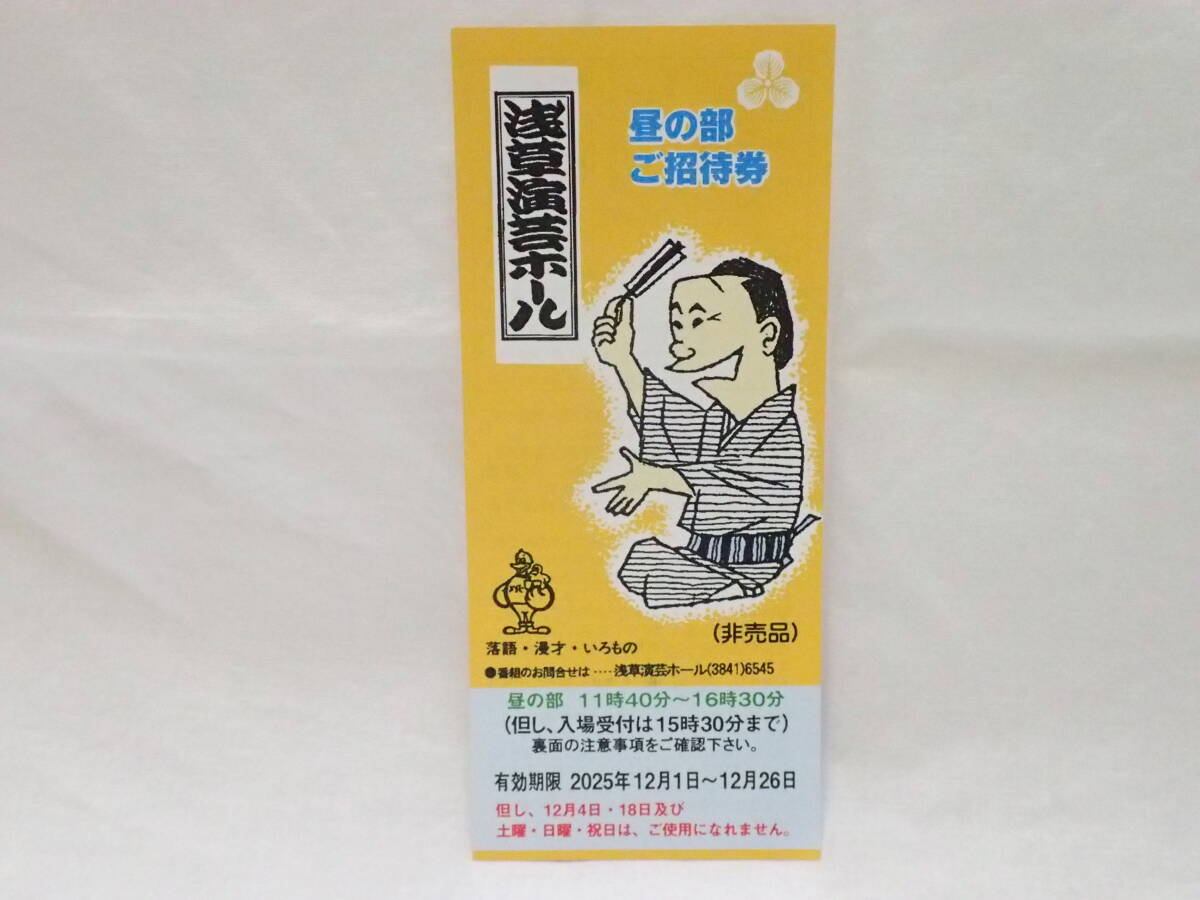 浅草演芸ホール
昼の部
ご招待券
(非売品)
落語・漫才・いろもの
●番組のお問合せは‥‥浅草演芸ホール(3841)6545
昼の部 11時40分～16時30分
(但し、入場受付は15時30分まで)
裏面の注意事項をご確認下さい。
有効期限 2025年12月1日～12月26日
但し、12月4日・18日及び
土曜・日曜・祝日は、ご使用になれません。